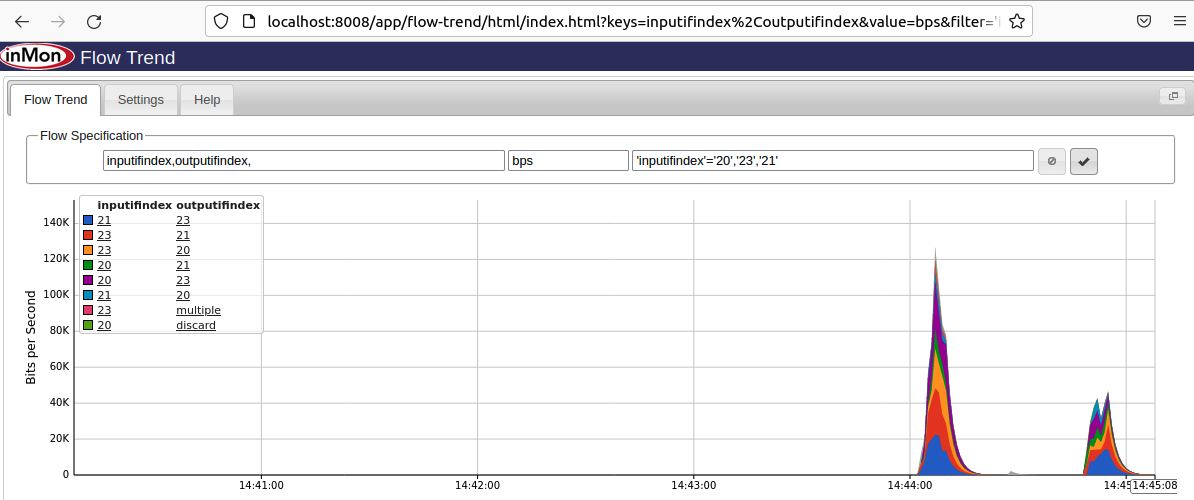 localhost:8008/app/flow-trend/html/index.html?keys=inputifindex%2Coutputifindex&value=bps&filter='i
inMon Flow Trend
Flow Trend Settings Help
Flow Specification
inputifindex,outputifindex, bps 'inputifindex'='20','23','21'
inputifindex outputifindex
21 23
23 21
23 20
20 21
20 23
21 20
23 multiple
20 discard
Bits per Second
140K
120K
100K
80K
60K
40K
20K
0
14:41:00 14:42:00 14:43:00 14:44:00 14:45 14:45:08